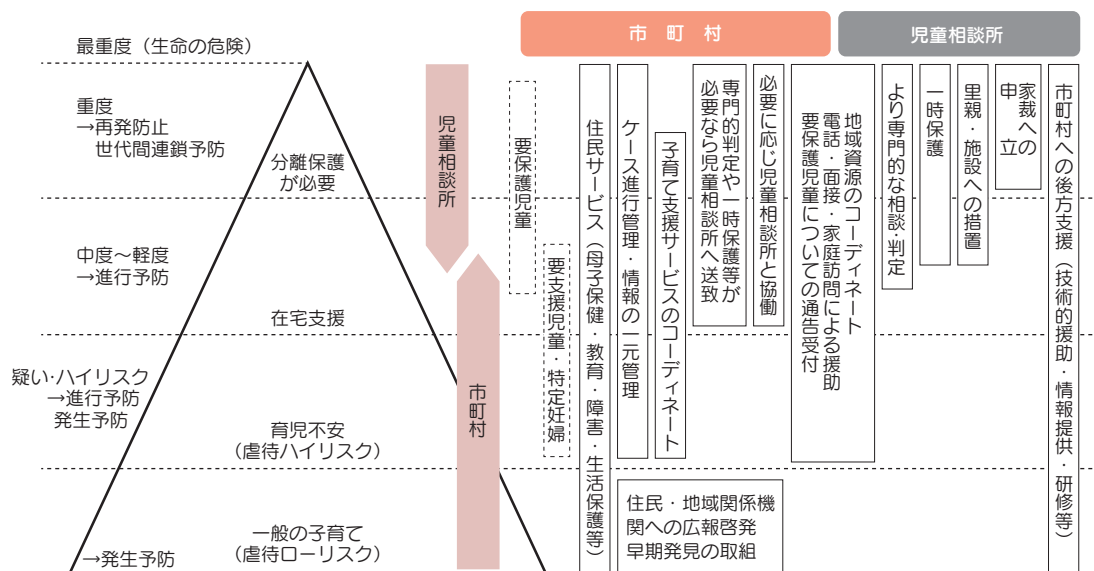 市町村
児童相談所
最重度（生命の危険）
重度
→再発防止
世代間連鎖予防
分離保護
が必要
中度～軽度
→進行予防
在宅支援
疑い・ハイリスク
→進行予防
発生予防
育児不安
（虐待ハイリスク）
一般の子育て
（虐待ローリスク）
→発生予防
児童相談所
市町村
要保護児童
要支援児童・特定妊婦
住民サービス（母子保健・教育・障害・生活保護等）
ケース進行管理・情報の一元管理
子育て支援サービスのコーディネート
専門的判定や一時保護等が
必要なら児童相談所へ送致
必要に応じ児童相談所と協働
地域資源のコーディネート
電話・面接・家庭訪問による援助
要保護児童についての通告受付
より専門的な相談・判定
一時保護
里親・施設への措置
家裁への
申立
市町村への後方支援（技術的援助・情報提供・研修等）
住民・地域関係機
関への広報啓発
早期発見の取組